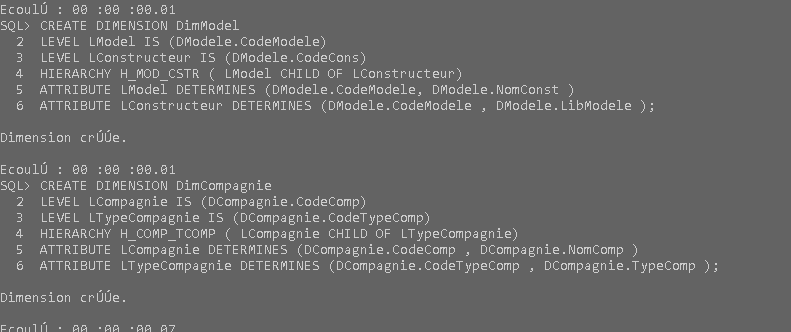 EcoulÚ : 00 :00 :00.01
SQL> CREATE DIMENSION DimModel
2 LEVEL LModel IS (DModele.CodeModele)
3 LEVEL LConstructeur IS (DModele.CodeCons)
4 HIERARCHY H_MOD_CSTR ( LModel CHILD OF LConstructeur)
5 ATTRIBUTE LModel DETERMINES (DModele.CodeModele, DModele.NomConst )
6 ATTRIBUTE LConstructeur DETERMINES (DModele.CodeModele , DModele.LibModele );
Dimension crÚÚe.
EcoulÚ : 00 :00 :00.01
SQL> CREATE DIMENSION DimCompagnie
2 LEVEL LCompagnie IS (DCompagnie.CodeComp)
3 LEVEL LTypeCompagnie IS (DCompagnie.CodeTypeComp)
4 HIERARCHY H_COMP_TCOMP ( LCompagnie CHILD OF LTypeCompagnie)
5 ATTRIBUTE LCompagnie DETERMINES (DCompagnie.CodeComp , DCompagnie.NomComp )
6 ATTRIBUTE LTypeCompagnie DETERMINES (DCompagnie.CodeTypeComp , DCompagnie.TypeComp );
Dimension crÚÚe.
EcoulÚ : 00 :00 :00.07